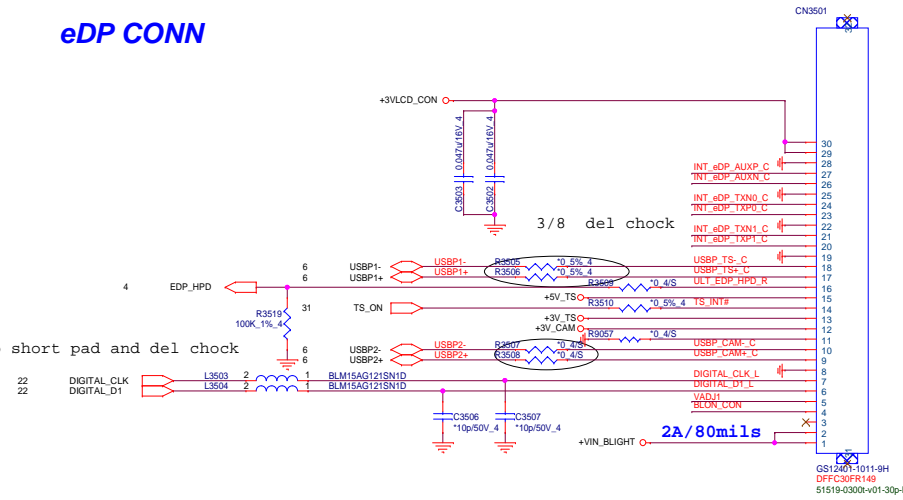 eDP CONN
CN3501
+3VLCD_CON
C3503 0.047u/16V_4
C3502 0.047u/16V_4
3/8 del chock
30
29
28
INT_eDP_AUXP_C 27
INT_eDP_AUXN_C 26
25
INT_eDP_TXN0_C 24
INT_eDP_TXP0_C 23
22
INT_eDP_TXN1_C 21
INT_eDP_TXP1_C 20
19
6 USBP1- USBP1- R3505 *0_5%_4 USBP_TS-_C 18
6 USBP1+ USBP1+ R3506 *0_5%_4 USBP_TS+_C 17
4 EDP_HPD R3509 *0_4/S ULT_EDP_HPD_R 16
+5V_TS 15
31 TS_ON R3510 *0_5%_4 TS_INT# 14
+3V_TS 13
+3V_CAM 12
R3519
100K_1%_4
R9057 *0_4/S 11
short pad and del chock
6 USBP2- USBP2- R3507 *0_4/S USBP_CAM-_C 10
6 USBP2+ USBP2+ R3508 *0_4/S USBP_CAM+_C 9
8
22 DIGITAL_CLK L3503 2 1 BLM15AG121SN1D DIGITAL_CLK_L 7
22 DIGITAL_D1 L3504 2 1 DIGITAL_D1_L 6
VADJ1 5
BLON_CON 4
3
C3506
*10p/50V_4
C3507
*10p/50V_4
2A/80mils
2
+VIN_BLIGHT 1
GS12401-1011-9H
DFFC30FR149
51519-0300t-v01-30p-